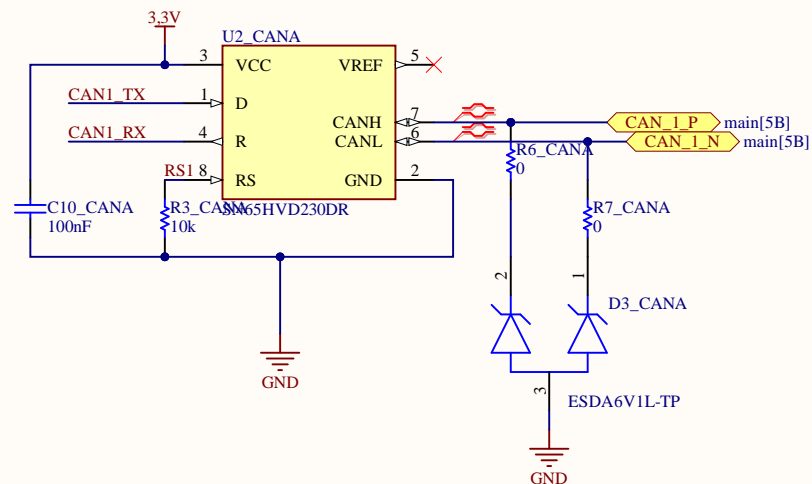 3,3V
U2_CANA
3
VCC
VREF
5
CAN1_TX
1
D
CANH
7
CAN_1_P
main[5B]
CAN1_RX
4
R
CANL
6
CAN_1_N
main[5B]
R6_CANA
0
RS1
8
RS
GND
2
C10_CANA
100nF
R3_CANA
10k
SN65HVD230DR
R7_CANA
0
2
1
D3_CANA
GND
3
ESDA6V1L-TP
GND